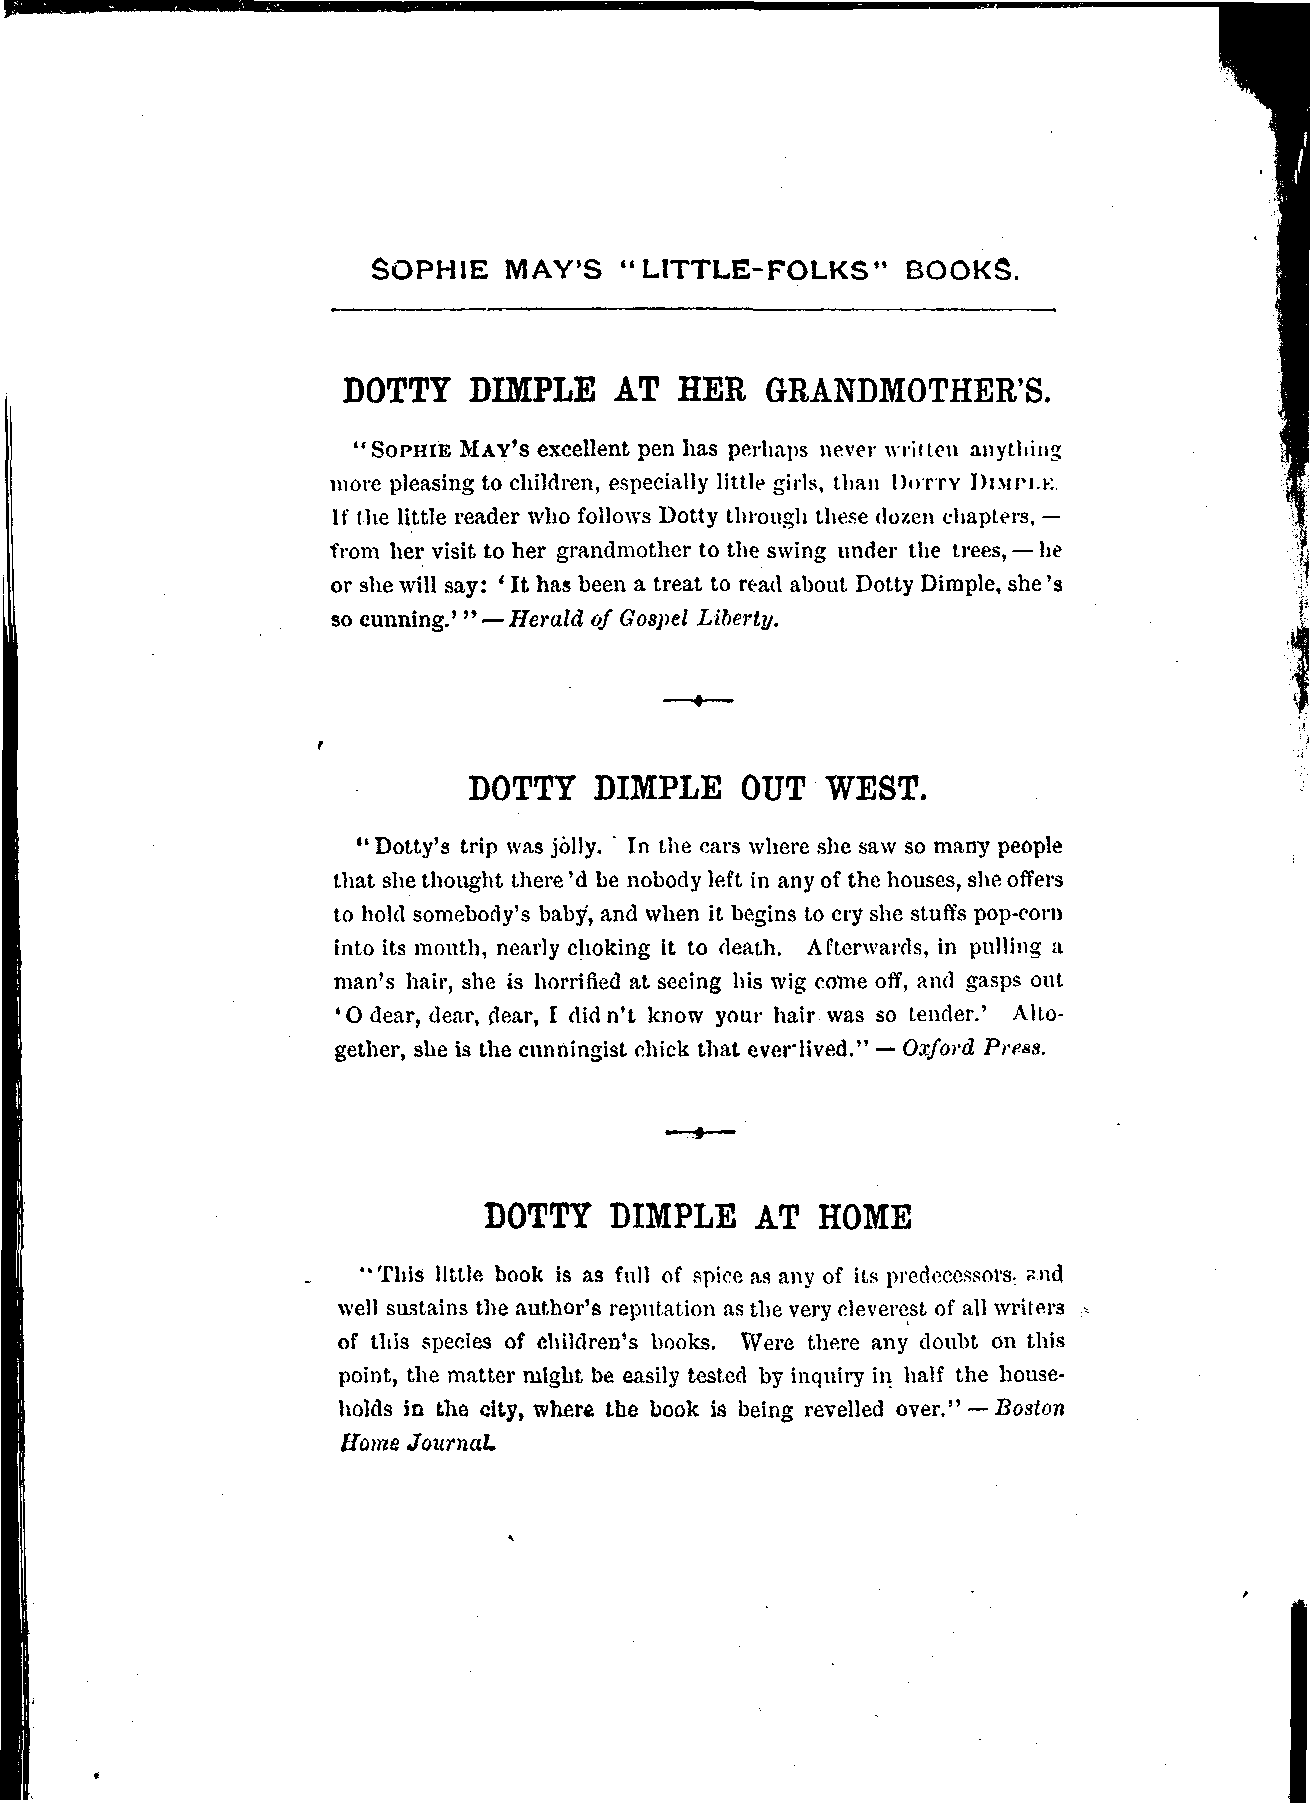 SOPHIE MAY'S "LITTLE-FOLKS" BOOKS.
DOTTY DIMPLE AT HER GRANDMOTHER'S.
"SOPHIE MAY'S excellent pen has perhaps never written anything
more pleasing to children, especially little girls, than DOTTY DIMPLE.
If the little reader who follows Dotty through these dozen chapters, —
from her visit to her grandmother to the swing under the trees, — he
or she will say: 'It has been a treat to read about Dotty Dimple, she's
so cunning.'" — Herald of Gospel Liberty.
DOTTY DIMPLE OUT WEST.
"Dotty's trip was jolly. In the cars where she saw so many people
that she thought there'd be nobody left in any of the houses, she offers
to hold somebody's baby, and when it begins to cry she stuffs pop-corn
into its mouth, nearly choking it to death. Afterwards, in pulling a
man's hair, she is horrified at seeing his wig come off, and gasps out
'O dear, dear, dear, I didn't know your hair was so tender.' Alto-
gether, she is the cunningist chick that ever lived." — Oxford Press.
DOTTY DIMPLE AT HOME
"This little book is as full of spice as any of its predecessors, and
well sustains the author's reputation as the very cleverest of all writers
of this species of children's books. Were there any doubt on this
point, the matter might be easily tested by inquiry in half the house-
holds in the city, where the book is being revelled over." — Boston
Home Journal.